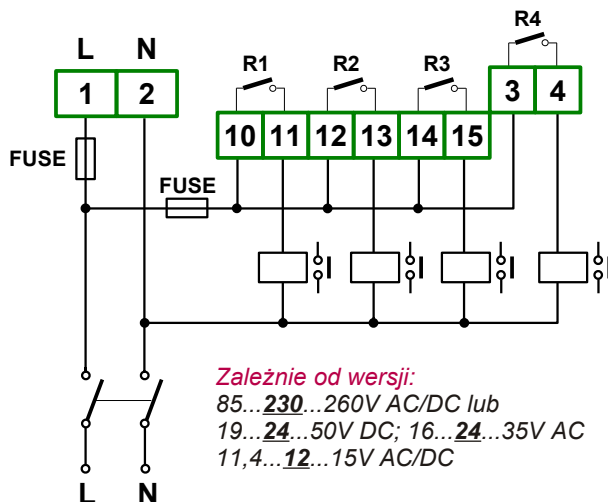 R4
L N
R1 R2 R3
1 2
3 4
10 11 12 13 14 15
FUSE
FUSE
Zależnie od wersji:
85...230...260V AC/DC lub
19...24...50V DC; 16...24...35V AC
11,4...12...15V AC/DC
L N